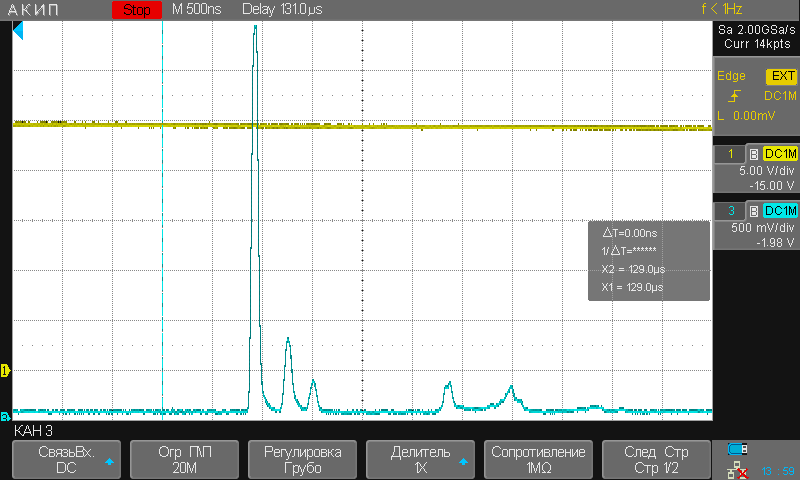 АКИП Stop M 500ns Delay 131.0µs f < 1Hz
Sa 2.00GSa/s
Curr 14kpts
Edge EXT
DC1M
L 0.00mV
1 DC1M
5.00 V/div
-15.00 V
3 DC1M
500 mV/div
-1.98 V
△T=0.00ns
1/△T=******
X2 = 129.0µs
X1 = 129.0µs
1
3
КАН 3
СвязьВх.
DC
Огр П\П
20M
Регулировка
Грубо
Делитель
1X
Сопротивление
1МΩ
След Стр
Стр 1/2
13 : 59